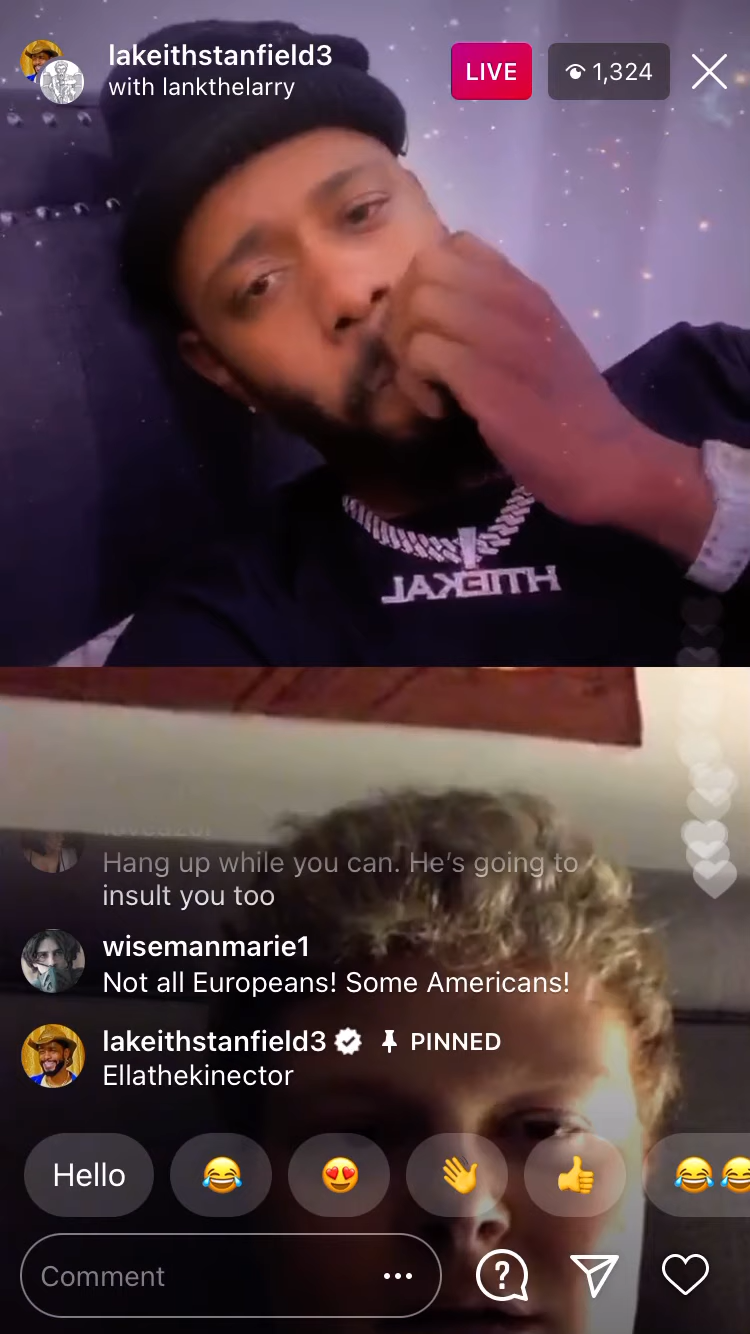 lakeithstanfield3
with lankthelarry
LIVE
1,324
LAKEITH
Hang up while you can. He's going to
insult you too
wisemanmarie1
Not all Europeans! Some Americans!
lakeithstanfield3 PINNED
Ellathekinector
Hello
Comment